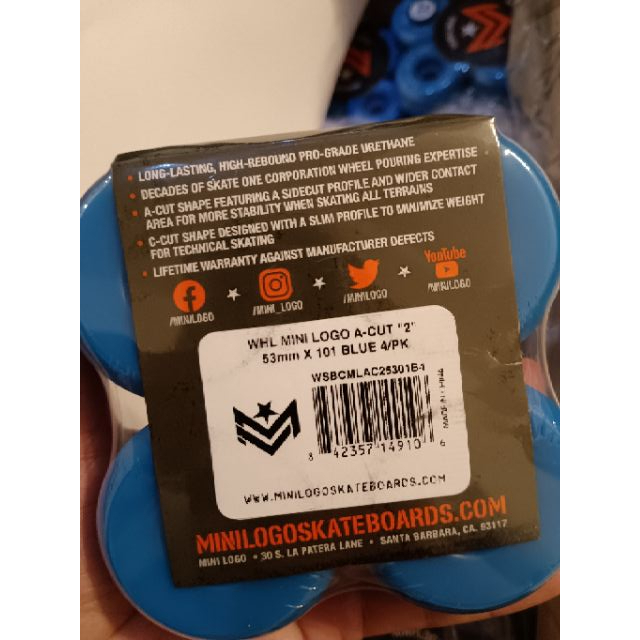 • LONG-LASTING, HIGH-REBOUND PRO-GRADE URETHANE
• DECADES OF SKATE ONE CORPORATION WHEEL POURING EXPERTISE
• A-CUT SHAPE FEATURING A SIDECUT PROFILE AND WIDER CONTACT
AREA FOR MORE STABILITY WHEN SKATING ALL TERRAINS
• C-CUT SHAPE DESIGNED WITH A SLIM PROFILE TO MINIMIZE WEIGHT
FOR TECHNICAL SKATING
• LIFETIME WARRANTY AGAINST MANUFACTURER DEFECTS
YouTube
/MINILOGO /MINI_LOGO /MINILOGO /MINILOGO
WHL MINI LOGO A-CUT "2"
53mm X 101 BLUE 4/PK
WSBCMLAC25301B4
8 42357 14910
WWW.MINILOGOSKATEBOARDS.COM
MINILOGOSKATEBOARDS.COM
MINI LOGO • 30 S. LA PATERA LANE • SANTA BARBARA, CA. 93117